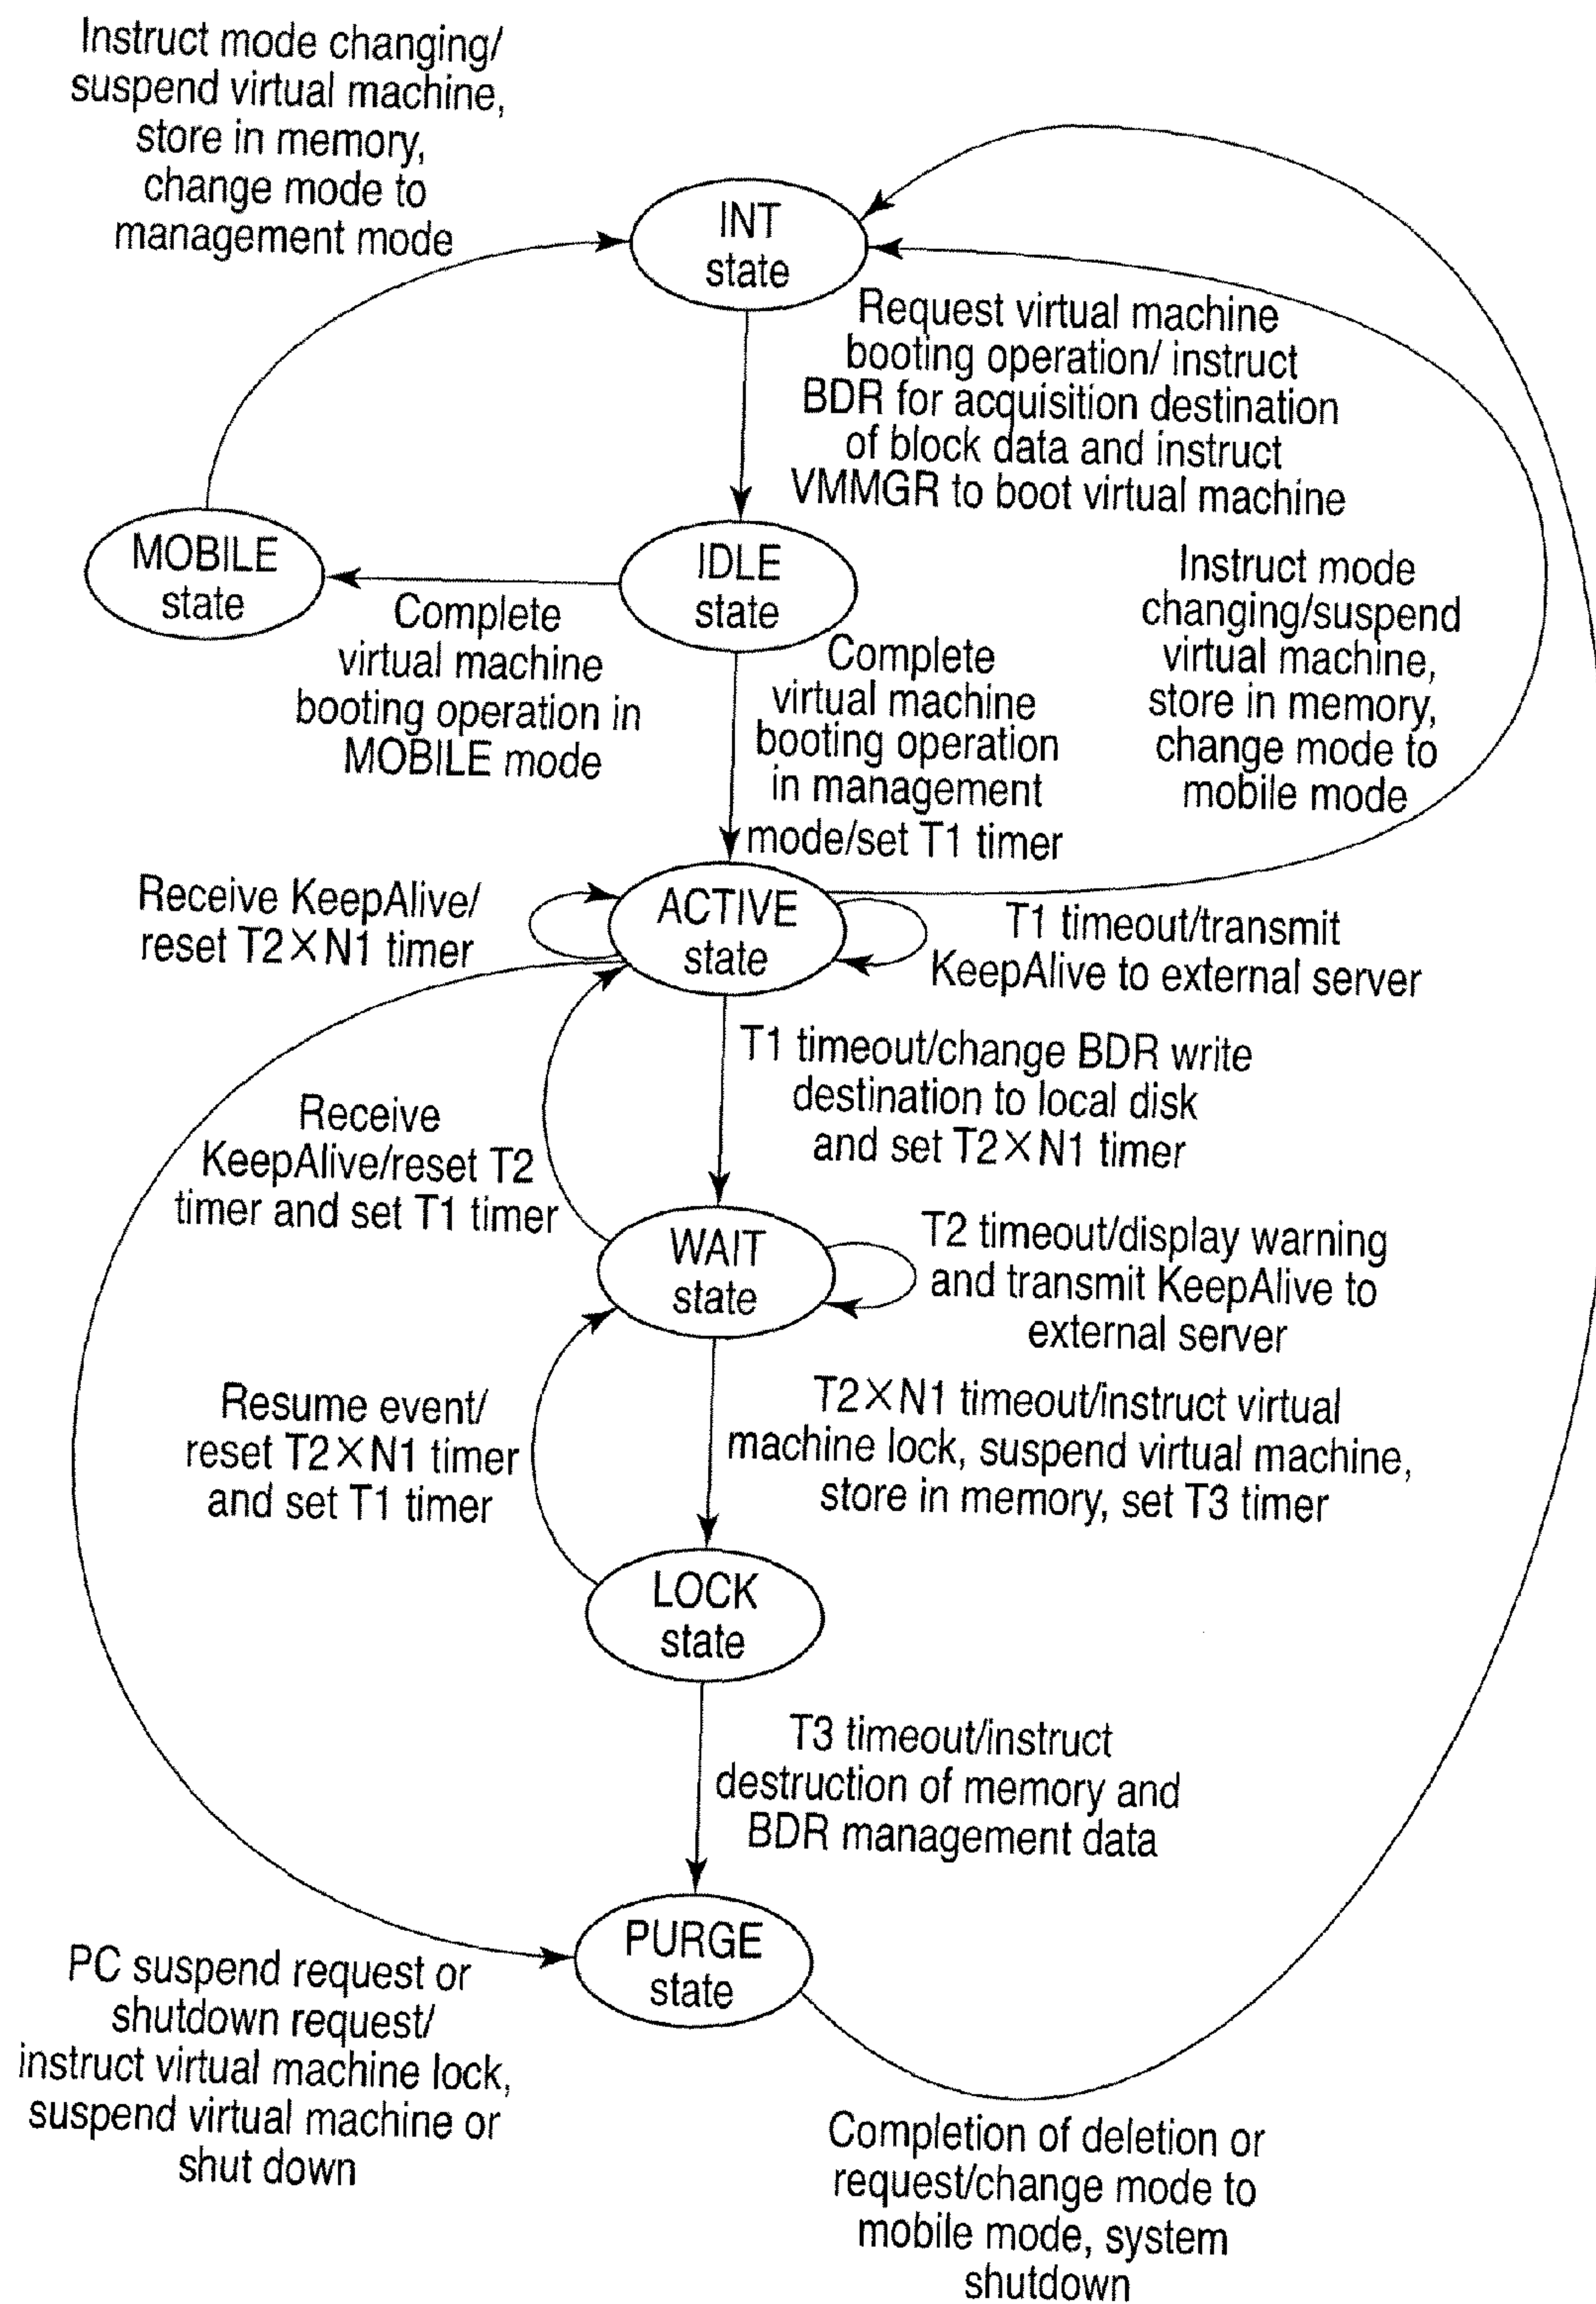 Instruct mode changing/
suspend virtual machine,
store in memory,
change mode to
management mode
INT
state
Request virtual machine
booting operation/ instruct
BDR for acquisition destination
of block data and instruct
VMMGR to boot virtual machine
MOBILE
state
IDLE
state
Complete
virtual machine
booting operation in
MOBILE mode
Complete
virtual machine
booting operation
in management
mode/set T1 timer
Instruct mode
changing/suspend
virtual machine,
store in memory,
change mode to
mobile mode
Receive KeepAlive/
reset T2×N1 timer
ACTIVE
state
T1 timeout/transmit
KeepAlive to external server
T1 timeout/change BDR write
destination to local disk
and set T2×N1 timer
Receive
KeepAlive/reset T2
timer and set T1 timer
WAIT
state
T2 timeout/display warning
and transmit KeepAlive to
external server
Resume event/
reset T2×N1 timer
and set T1 timer
T2×N1 timeout/instruct virtual
machine lock, suspend virtual machine,
store in memory, set T3 timer
LOCK
state
T3 timeout/instruct
destruction of memory and
BDR management data
PURGE
state
PC suspend request or
shutdown request/
instruct virtual machine lock,
suspend virtual machine or
shut down
Completion of deletion or
request/change mode to
mobile mode, system
shutdown